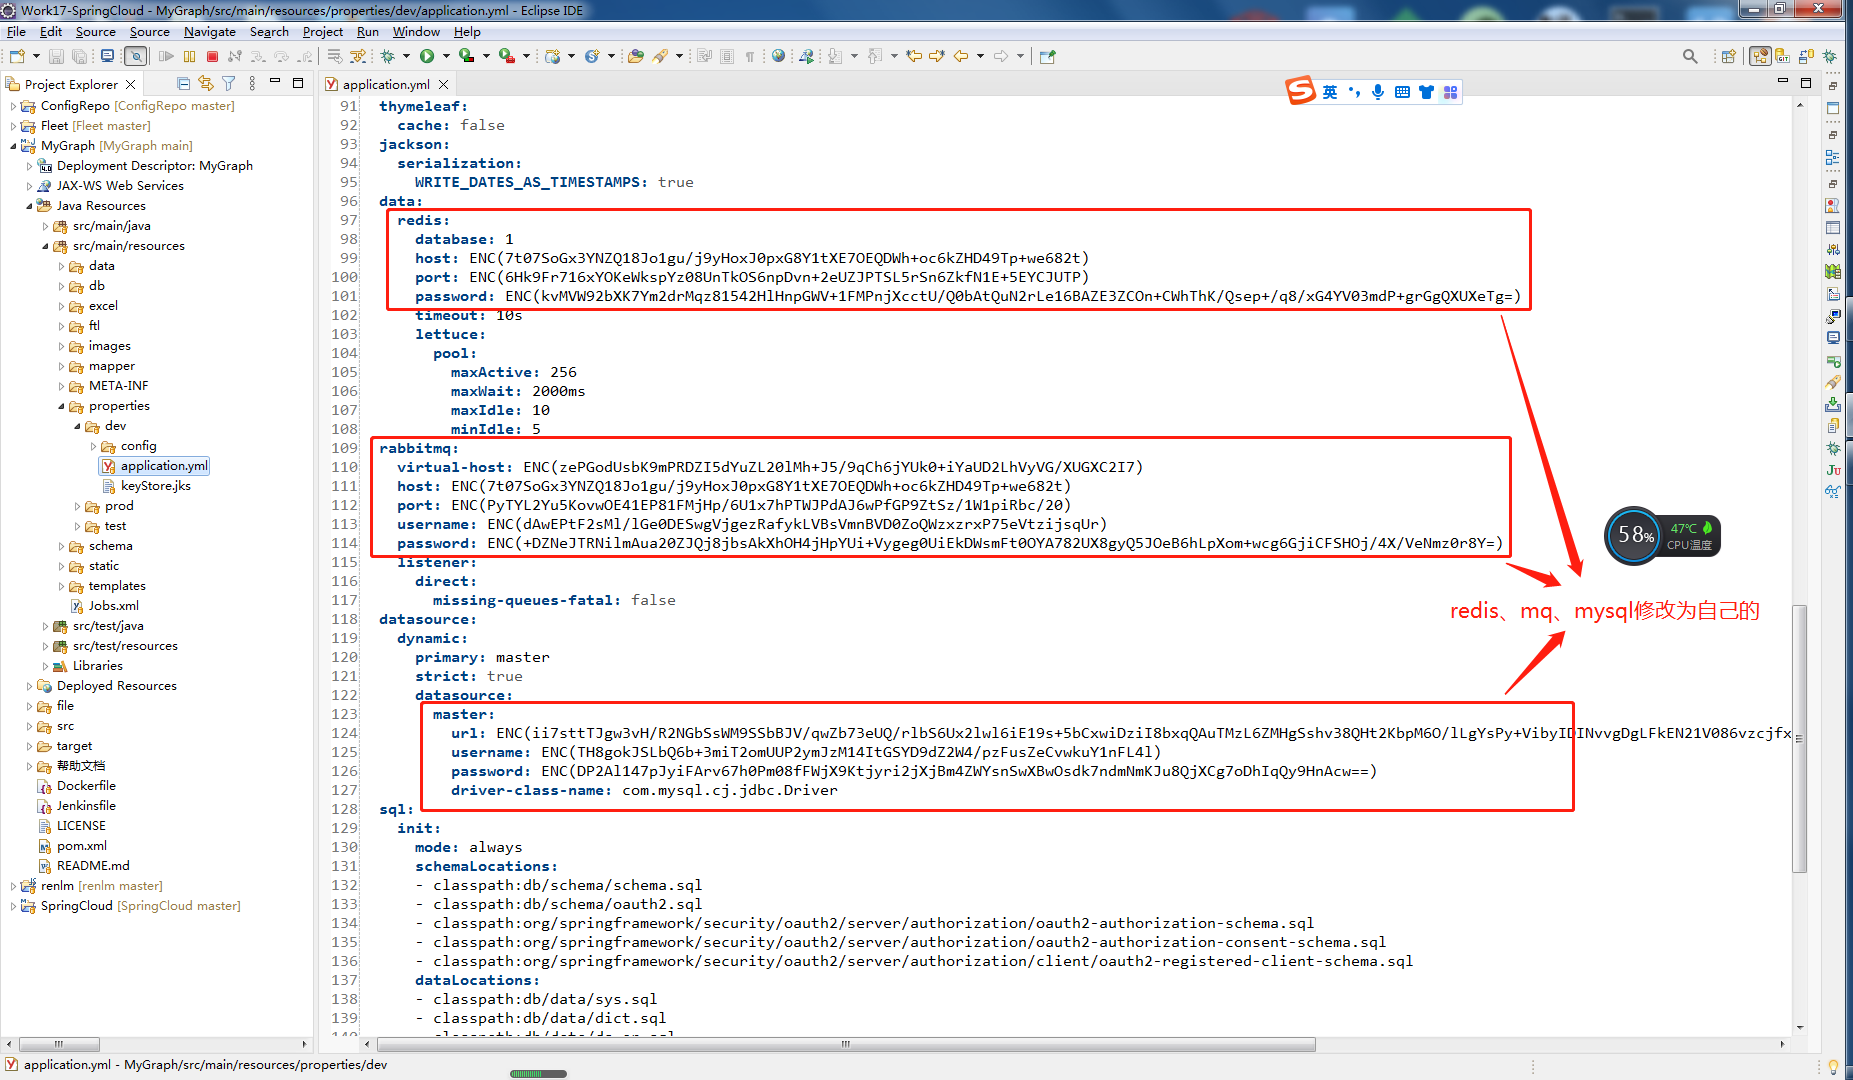 Work17-SpringCloud - MyGraph/src/main/resources/properties/dev/application.yml - Eclipse IDE
File Edit Source Source Navigate Search Project Run Window Help
Project Explorer
ConfigRepo [ConfigRepo master]
Fleet [Fleet master]
MyGraph [MyGraph main]
Deployment Descriptor: MyGraph
JAX-WS Web Services
Java Resources
src/main/java
src/main/resources
data
db
excel
ftl
images
mapper
META-INF
properties
dev
config
application.yml
keyStore.jks
prod
test
schema
static
templates
Jobs.xml
src/test/java
src/test/resources
Libraries
Deployed Resources
file
src
target
帮助文档
Dockerfile
Jenkinsfile
LICENSE
pom.xml
README.md
renlm [renlm master]
SpringCloud [SpringCloud master]
application.yml
英
91 thymeleaf:
92 cache: false
93 jackson:
94 serialization:
95 WRITE_DATES_AS_TIMESTAMPS: true
96 data:
97 redis:
98 database: 1
99 host: ENC(7t07SoGx3YNZQ18Jo1gu/j9yHoxJ0pxG8Y1tXE7OEQDWh+oc6kZHD49Tp+we682t)
100 port: ENC(6Hk9Fr716xYOKeWkspYz08UnTkOS6npDvn+2eUZJPTSL5rSn6ZkfN1E+5EYCJUTP)
101 password: ENC(kvMVW92bXK7Ym2drMqz81542HlHnpGWV+1FMPnjXcctU/Q0bAtQuN2rLe16BAZE3ZCOn+CWhThK/Qsep+/q8/xG4YV03mdP+grGgQXUXeTg=)
102 timeout: 10s
103 lettuce:
104 pool:
105 maxActive: 256
106 maxWait: 2000ms
107 maxIdle: 10
108 minIdle: 5
109 rabbitmq:
110 virtual-host: ENC(zePGodUsbK9mPRDZI5dYuZL20lMh+J5/9qCh6jYUk0+iYaUD2LhVyVG/XUGXC2I7)
111 host: ENC(7t07SoGx3YNZQ18Jo1gu/j9yHoxJ0pxG8Y1tXE7OEQDWh+oc6kZHD49Tp+we682t)
112 port: ENC(PyTYL2Yu5KovwOE41EP81FMjHp/6U1x7hPTWJPdAJ6wPfGP9ZtSz/1W1piRbc/20)
113 username: ENC(dAwEPtF2sMl/lGe0DESwgVjgezRafykLVBsVmnBVD0ZoQWzxzrxP75eVtzijsqUr)
114 password: ENC(+DZNeJTRNilmAua20ZJQj8jbsAkXhOH4jHpYUi+Vygeg0UiEkDWsmFt0OYA782UX8gyQ5JOeB6hLpXom+wcg6GjiCFSHOj/4X/VeNmz0r8Y=)
115 listener:
116 direct:
117 missing-queues-fatal: false
118 datasource:
119 dynamic:
120 primary: master
121 strict: true
122 datasource:
123 master:
124 url: ENC(ii7sttTJgw3vH/R2NGbSsWM9SSbBJV/qwZb73eUQ/rlbS6Ux2lwl6iE19s+5bCxwiDziI8bxqQAuTMzL6ZMHgSshv38QHt2KbpM6O/lLgYsPy+VibyIDINvvgDgLFkEN21V086vzcjfx
125 username: ENC(TH8gokJSLbQ6b+3miT2omUUP2ymJzM14ItGSYD9dZ2W4/pzFusZeCvwkuY1nFL4l)
126 password: ENC(DP2Al147pJyiFArv67h0Pm08fFWjX9Ktjyri2jXjBm4ZWYsnSwXBwOsdk7ndmNmKJu8QjXCg7oDhIqQy9HnAcw==)
127 driver-class-name: com.mysql.cj.jdbc.Driver
128 sql:
129 init:
130 mode: always
131 schemaLocations:
132 - classpath:db/schema/schema.sql
133 - classpath:db/schema/oauth2.sql
134 - classpath:org/springframework/security/oauth2/server/authorization/oauth2-authorization-schema.sql
135 - classpath:org/springframework/security/oauth2/server/authorization/oauth2-authorization-consent-schema.sql
136 - classpath:org/springframework/security/oauth2/server/authorization/client/oauth2-registered-client-schema.sql
137 dataLocations:
138 - classpath:db/data/sys.sql
139 - classpath:db/data/dict.sql
58%
47℃
CPU温度
redis、mq、mysql修改为自己的
application.yml - MyGraph/src/main/resources/properties/dev